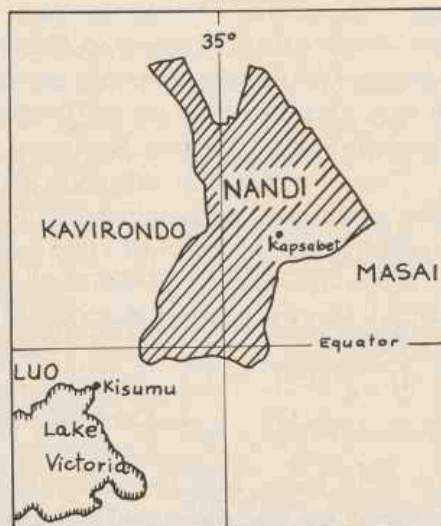 35°
NANDI
KAVIRONDO
Kapsabet
MASAI
Equator
LUO
Kisumu
Lake
Victoria